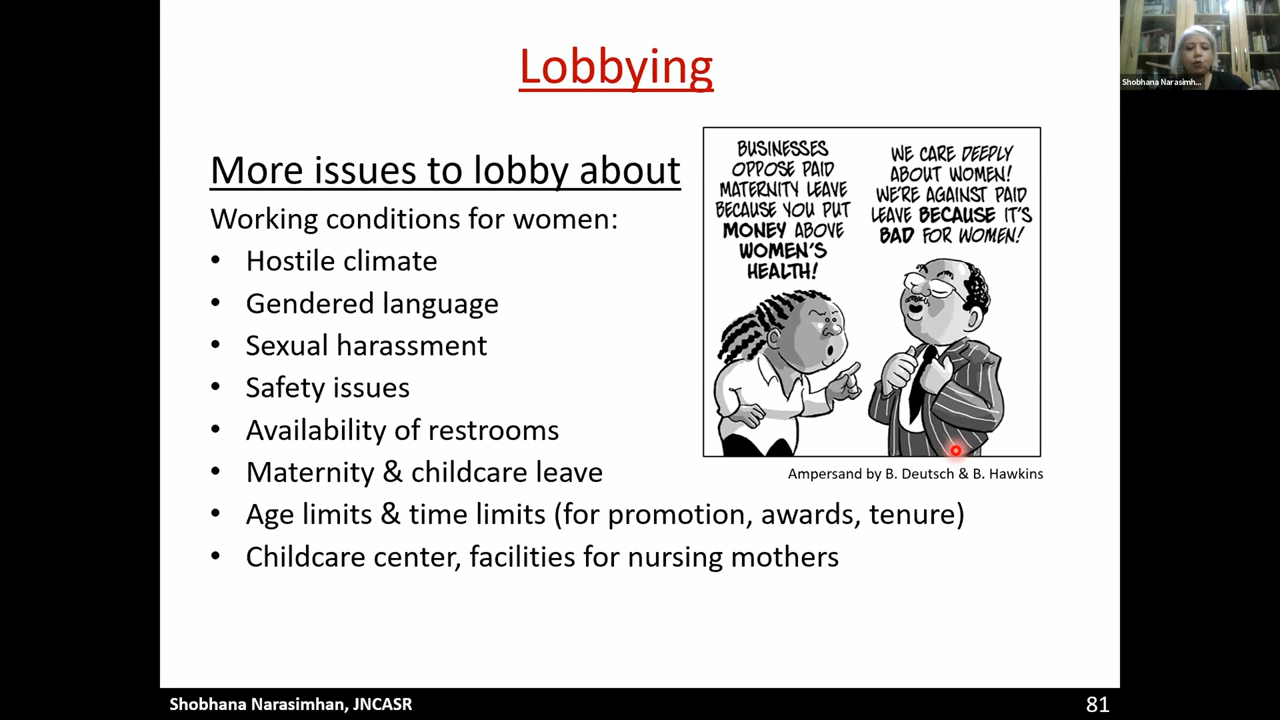 Lobbying
More issues to lobby about
Working conditions for women:
• Hostile climate
• Gendered language
• Sexual harassment
• Safety issues
• Availability of restrooms
• Maternity & childcare leave
• Age limits & time limits (for promotion, awards, tenure)
• Childcare center, facilities for nursing mothers
BUSINESSES
OPPOSE PAID
MATERNITY LEAVE
BECAUSE YOU PUT
MONEY ABOVE
WOMEN'S
HEALTH!
WE CARE DEEPLY
ABOUT WOMEN!
WE'RE AGAINST PAID
LEAVE BECAUSE IT'S
BAD FOR WOMEN!
Ampersand by B. Deutsch & B. Hawkins
Shobhana Narasimh...
Shobhana Narasimhan, JNCASR
81